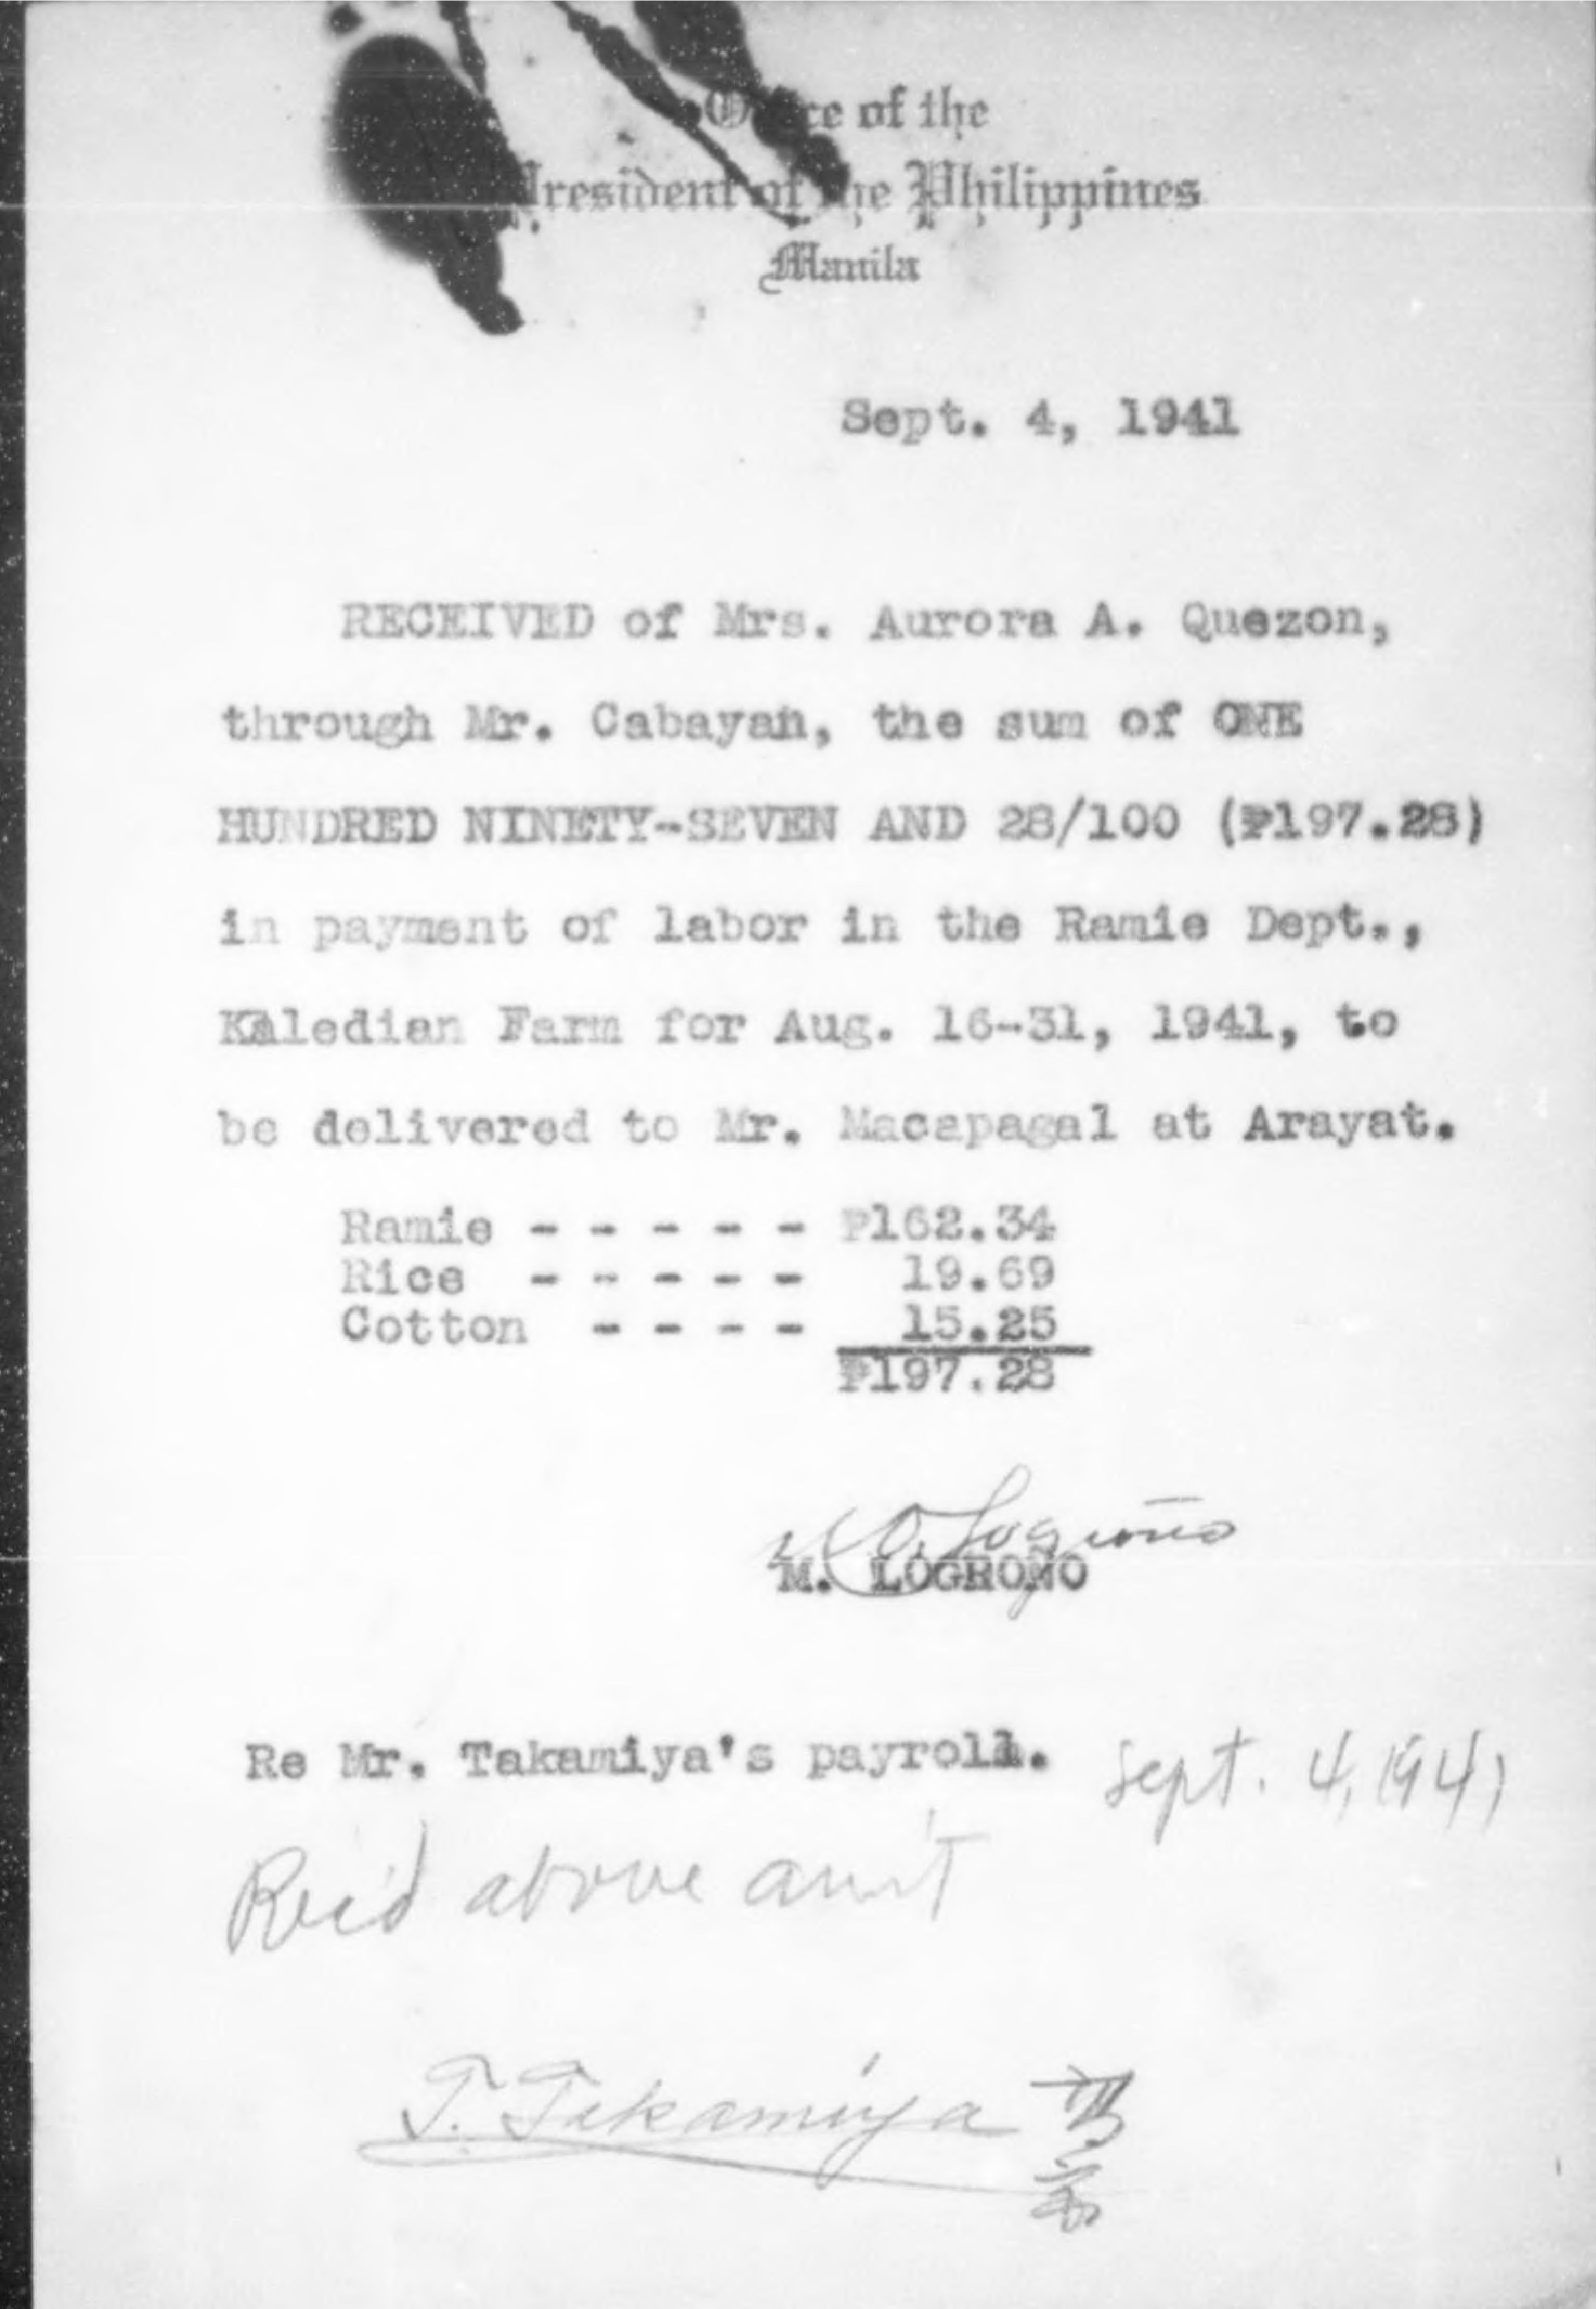 Office of the
President of the Philippines
Manila
Sept. 4, 1941
RECEIVED of Mrs. Aurora A. Quezon,
through Mr. Cabayan, the sum of ONE
HUNDRED NINETY-SEVEN AND 28/100 (₱197.28)
in payment of labor in the Ramie Dept.,
Kaledian Farm for Aug. 16-31, 1941, to
be delivered to Mr. Macapagal at Arayat.
Ramie - - - - - ₱162.34
Rice - - - - - 19.69
Cotton - - - - 15.25
₱197.28
Logroño
M. LOGROÑO
Re Mr. Takamiya's payroll.
Sept. 4, 1941
Rec'd above am't
T. Takamiya